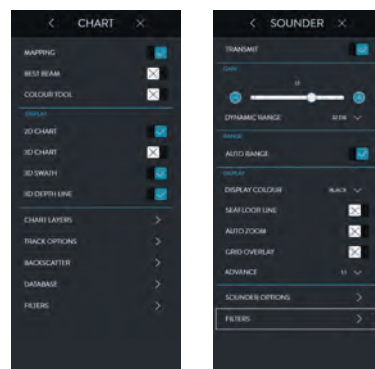 CHART
MAPPING
BEST BEAM
COLOUR TOOL
DISPLAY
2D CHART
3D CHART
3D SWATH
3D DEPTH LINE
CHART LAYERS
TRACK OPTIONS
BACKSCATTER
DATABASE
FILTERS
SOUNDER
TRANSMIT
GAIN
DYNAMIC RANGE
RANGE
AUTO RANGE
DISPLAY
DISPLAY COLOUR BLACK
SEAFLOOR LINE
AUTO ZOOM
GRID OVERLAY
ADVANCE
SOUNDER OPTIONS
FILTERS